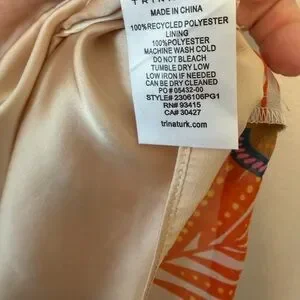 MADE IN CHINA
100%RECYCLED POLYESTER
LINING
100%POLYESTER
MACHINE WASH COLD
DO NOT BLEACH
TUMBLE DRY LOW
LOW IRON IF NEEDED
CAN BE DRY CLEANED
PO#05432-00
STYLE#2306106PG1
RN# 93415
CA# 30427
trinaturk.com